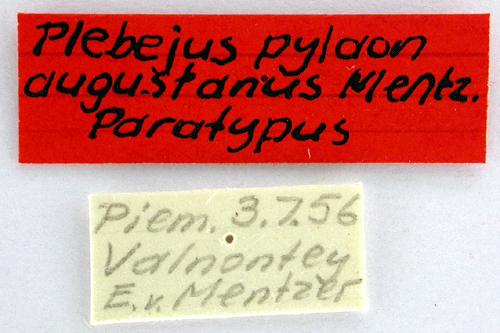 Plebejus pylaon
augustanus Mentz.
Paratypus
Piem. 3.7.56
Valnontey
E. v. Mentzer